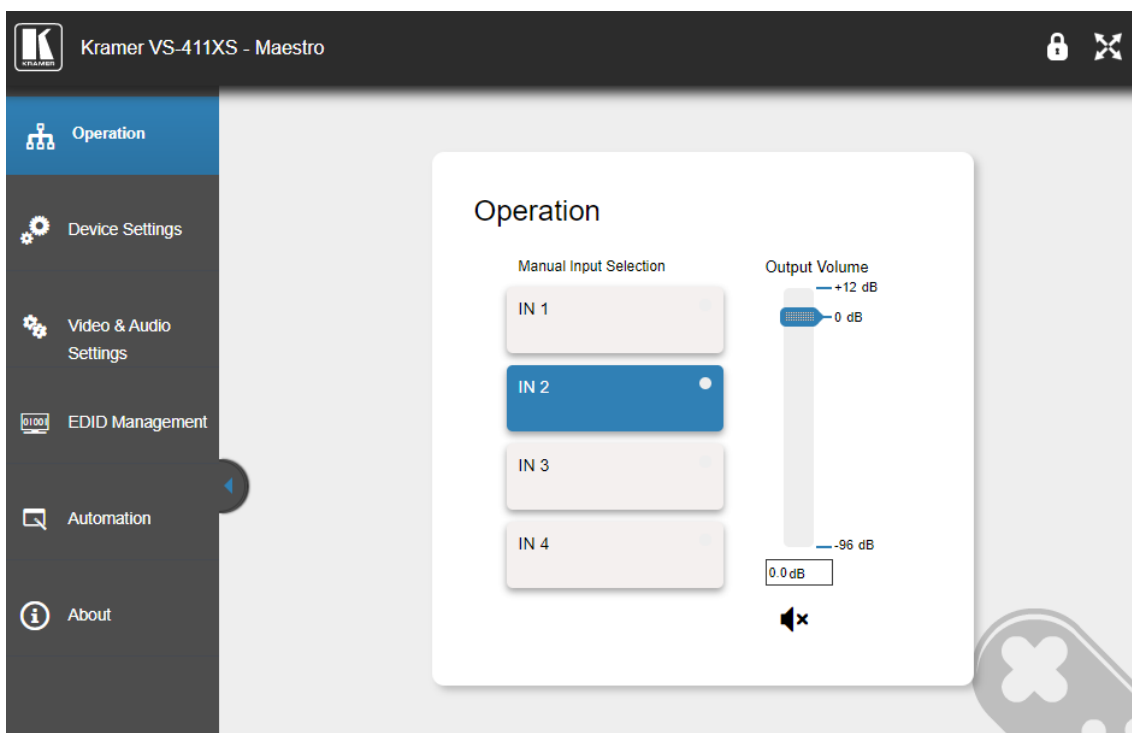 KRAMER
Kramer VS-411XS - Maestro
Operation
Device Settings
Video & Audio
Settings
01001
EDID Management
Automation
About
Operation
Manual Input Selection
IN 1
IN 2
IN 3
IN 4
Output Volume
+12 dB
0 dB
-96 dB
0.0 dB